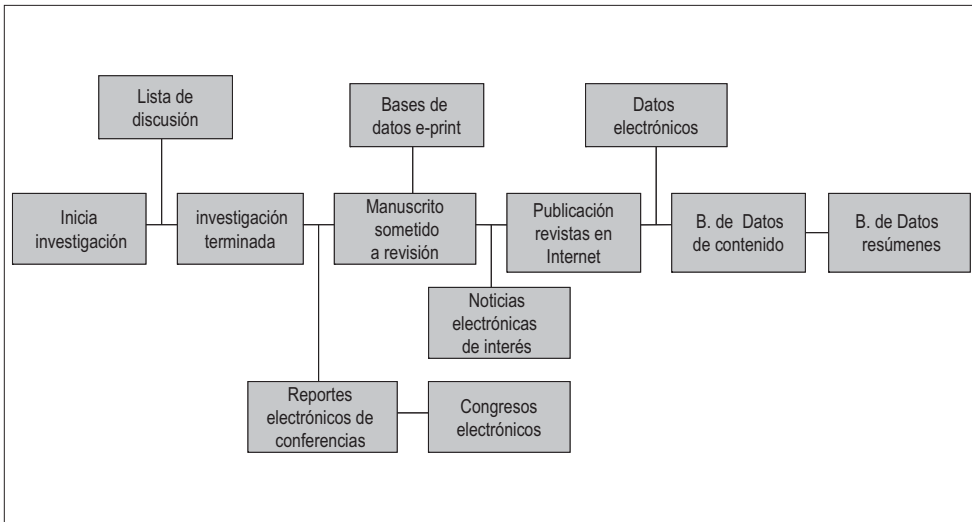 Lista de
discusión
Bases de
datos e-print
Datos
electrónicos
Inicia
investigación
investigación
terminada
Manuscrito
sometido
a revisión
Publicación
revistas en
Internet
B. de Datos
de contenido
B. de Datos
resúmenes
Noticias
electrónicas
de interés
Reportes
electrónicos de
conferencias
Congresos
electrónicos